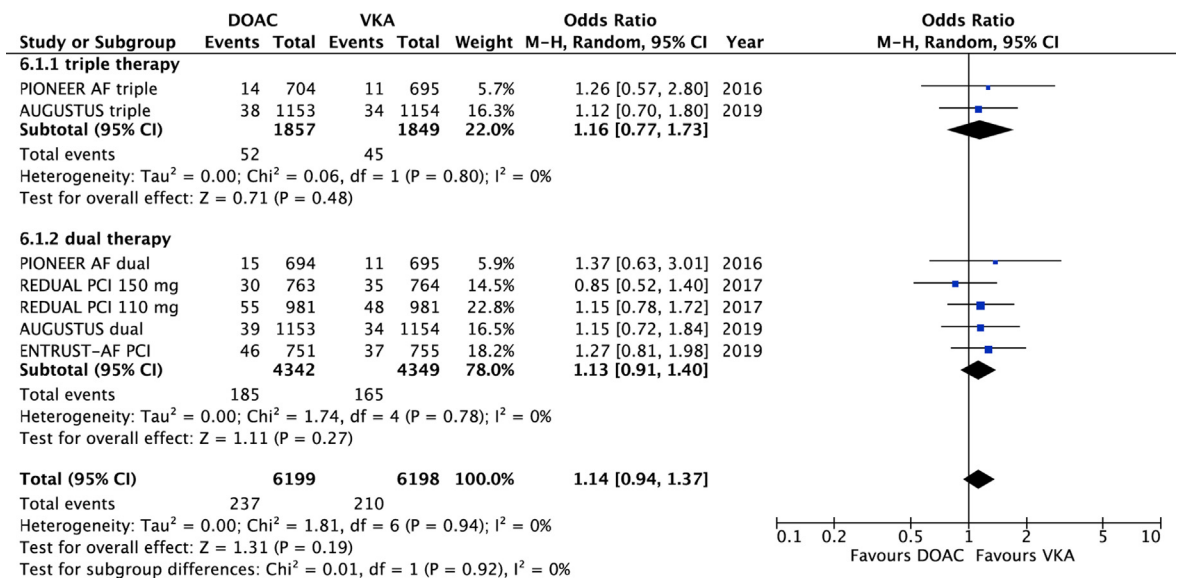 DOAC VKA Odds Ratio Odds Ratio
Study or Subgroup Events Total Events Total Weight M-H, Random, 95% CI Year M-H, Random, 95% CI
6.1.1 triple therapy
PIONEER AF triple 14 704 11 695 5.7% 1.26 [0.57, 2.80] 2016
AUGUSTUS triple 38 1153 34 1154 16.3% 1.12 [0.70, 1.80] 2019
Subtotal (95% CI) 1857 1849 22.0% 1.16 [0.77, 1.73]
Total events 52 45
Heterogeneity: Tau² = 0.00; Chi² = 0.06, df = 1 (P = 0.80); I² = 0%
Test for overall effect: Z = 0.71 (P = 0.48)
6.1.2 dual therapy
PIONEER AF dual 15 694 11 695 5.9% 1.37 [0.63, 3.01] 2016
REDUAL PCI 150 mg 30 763 35 764 14.5% 0.85 [0.52, 1.40] 2017
REDUAL PCI 110 mg 55 981 48 981 22.8% 1.15 [0.78, 1.72] 2017
AUGUSTUS dual 39 1153 34 1154 16.5% 1.15 [0.72, 1.84] 2019
ENTRUST-AF PCI 46 751 37 755 18.2% 1.27 [0.81, 1.98] 2019
Subtotal (95% CI) 4342 4349 78.0% 1.13 [0.91, 1.40]
Total events 185 165
Heterogeneity: Tau² = 0.00; Chi² = 1.74, df = 4 (P = 0.78); I² = 0%
Test for overall effect: Z = 1.11 (P = 0.27)
Total (95% CI) 6199 6198 100.0% 1.14 [0.94, 1.37]
Total events 237 210
Heterogeneity: Tau² = 0.00; Chi² = 1.81, df = 6 (P = 0.94); I² = 0%
Test for overall effect: Z = 1.31 (P = 0.19)
Test for subgroup differences: Chi² = 0.01, df = 1 (P = 0.92), I² = 0%
0.1 0.2 0.5 1 2 5 10
Favours DOAC Favours VKA